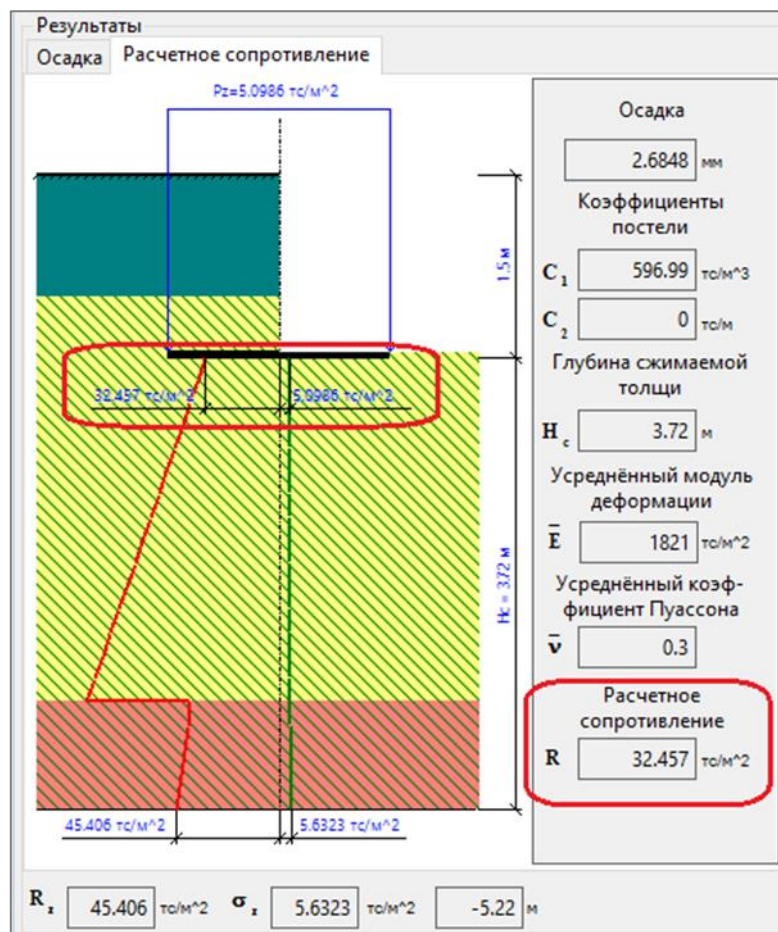 Результаты
Осадка
Расчетное сопротивление
Pz=5.0986 тс/м^2
1.5 м
32.457 тс/м^2
5.0986 тс/м^2
Hc = 3.72 м
45.406 тс/м^2
5.6323 тс/м^2
Осадка
2.6848 мм
Коэффициенты
постели
C1 596.99 тс/м^3
C2 0 тс/м
Глубина сжимаемой
толщи
Hc 3.72 м
Усреднённый модуль
деформации
E̅ 1821 тс/м^2
Усреднённый коэф-
фициент Пуассона
ν̅ 0.3
Расчетное
сопротивление
R 32.457 тс/м^2
Rz 45.406 тс/м^2 σz 5.6323 тс/м^2 -5.22 м